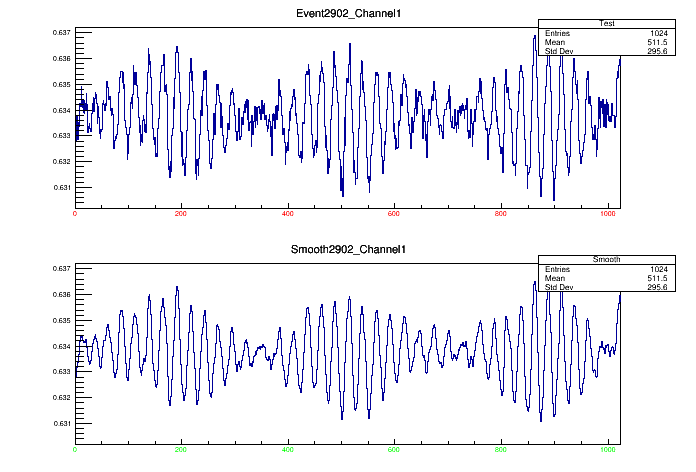 Event2902_Channel1
Test
Entries 1024
Mean 511.5
Std Dev 295.6
0.637
0.636
0.635
0.634
0.633
0.632
0.631
0 200 400 600 800 1000
Smooth2902_Channel1
Smooth
Entries 1024
Mean 511.5
Std Dev 295.6
0.637
0.636
0.635
0.634
0.633
0.632
0.631
0 200 400 600 800 1000